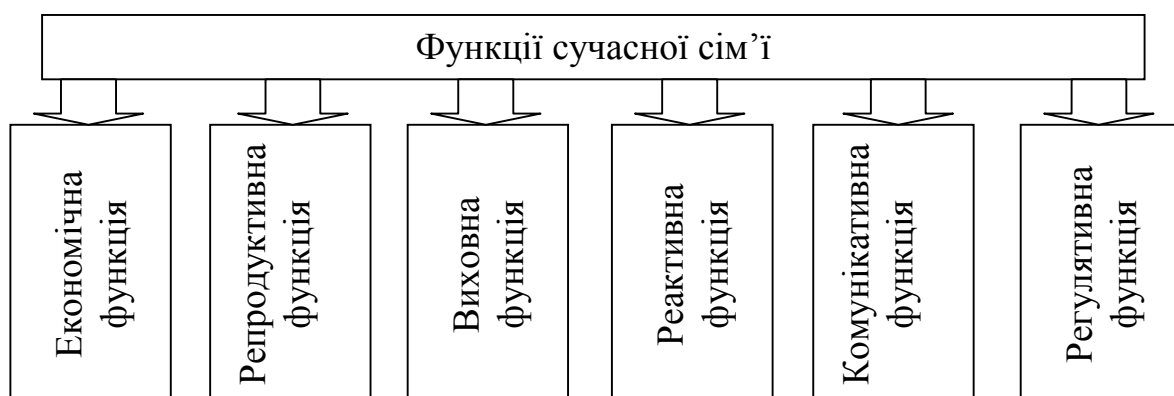 Функції сучасної сім’ї
Економічна
функція
Репродуктивна
функція
Виховна
функція
Реактивна
функція
Комунікативна
функція
Регулятивна
функція